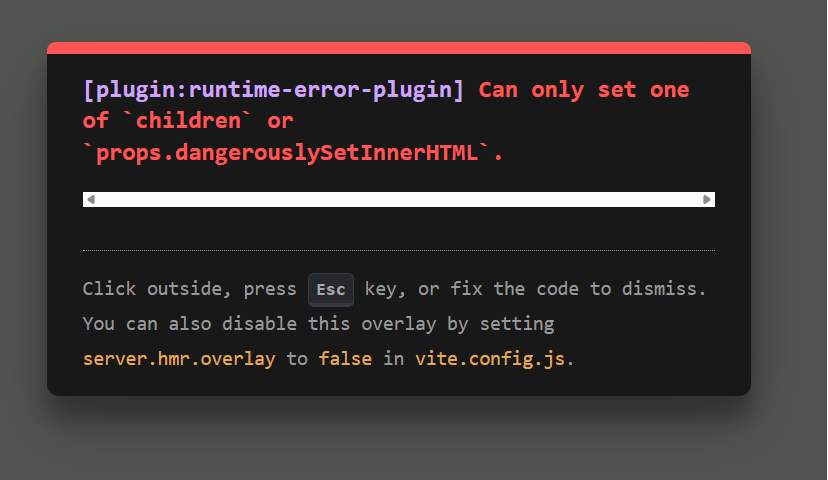 [plugin:runtime-error-plugin] Can only set one
of `children` or
`props.dangerouslySetInnerHTML`.
Click outside, press Esc key, or fix the code to dismiss.
You can also disable this overlay by setting
server.hmr.overlay to false in vite.config.js.